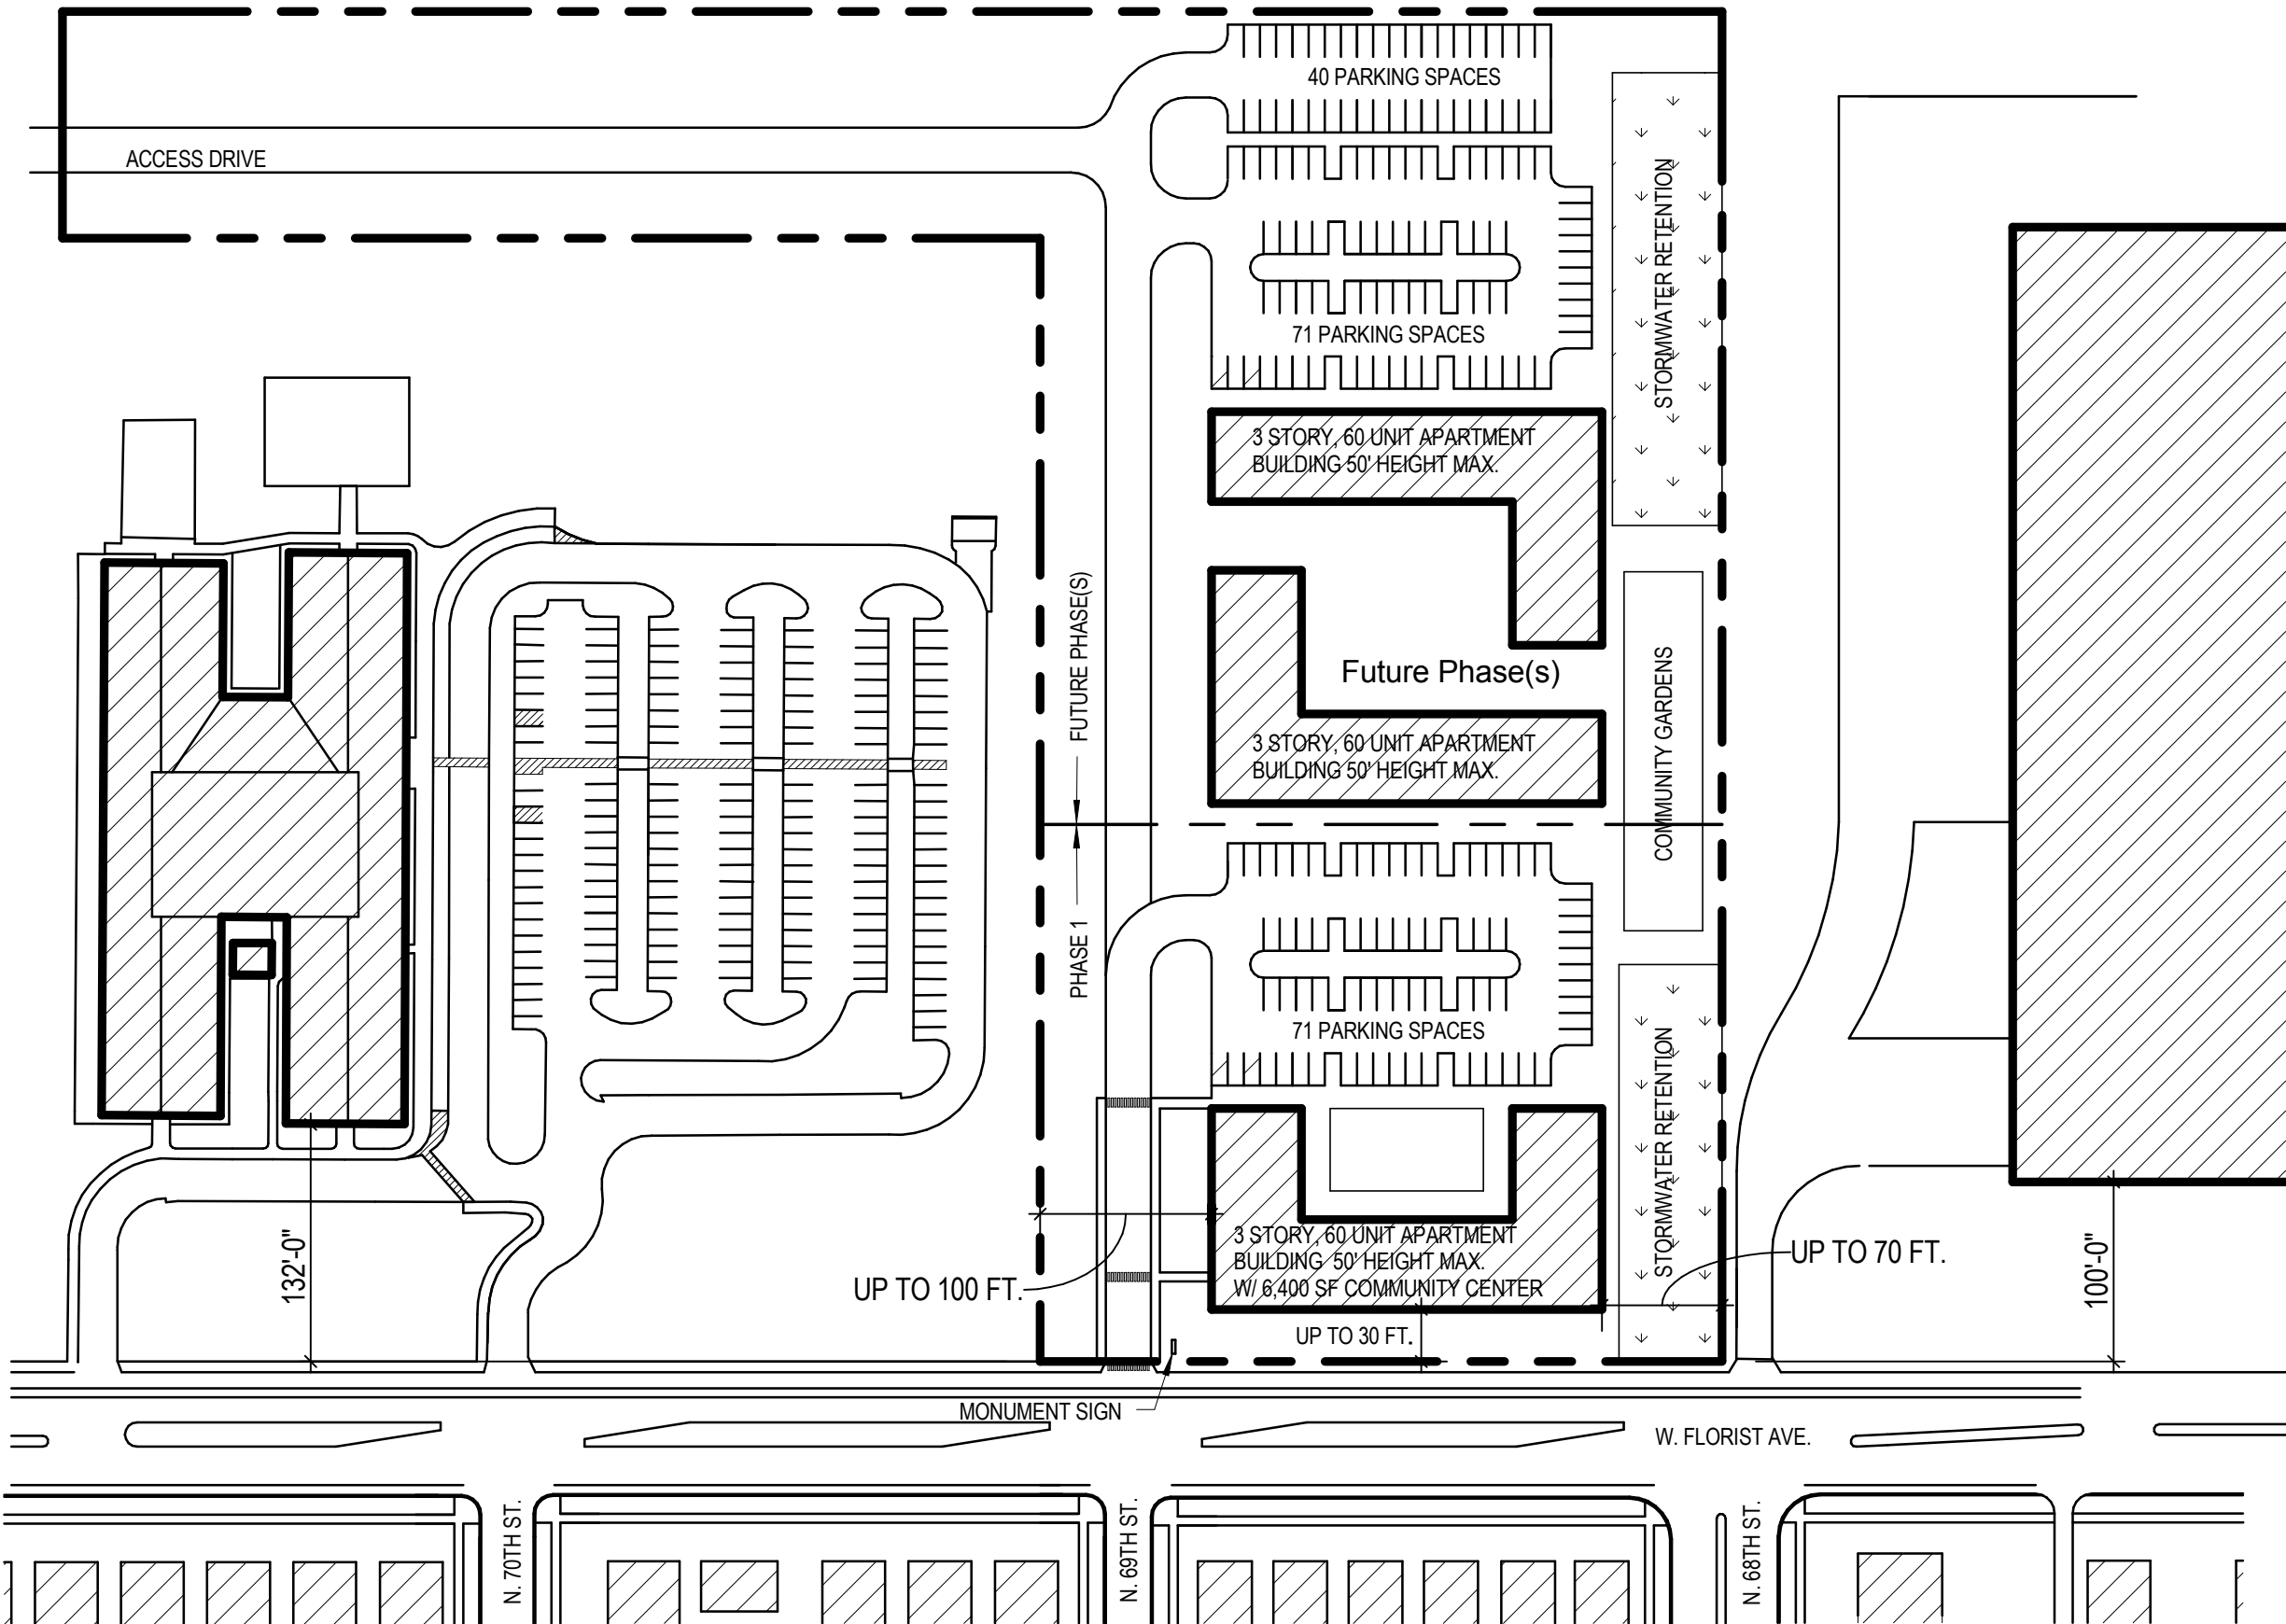 40 PARKING SPACES
ACCESS DRIVE
STORMWATER RETENTION
71 PARKING SPACES
3 STORY, 60 UNIT APARTMENT
BUILDING 50' HEIGHT MAX.
FUTURE PHASE(S)
Future Phase(s)
COMMUNITY GARDENS
3 STORY, 60 UNIT APARTMENT
BUILDING 50' HEIGHT MAX.
PHASE 1
71 PARKING SPACES
STORMWATER RETENTION
3 STORY, 60 UNIT APARTMENT
BUILDING 50' HEIGHT MAX.
W/ 6,400 SF COMMUNITY CENTER
132'-0"
UP TO 100 FT.
UP TO 70 FT.
100'-0"
UP TO 30 FT.
MONUMENT SIGN
W. FLORIST AVE.
N. 70TH ST.
N. 69TH ST.
N. 68TH ST.